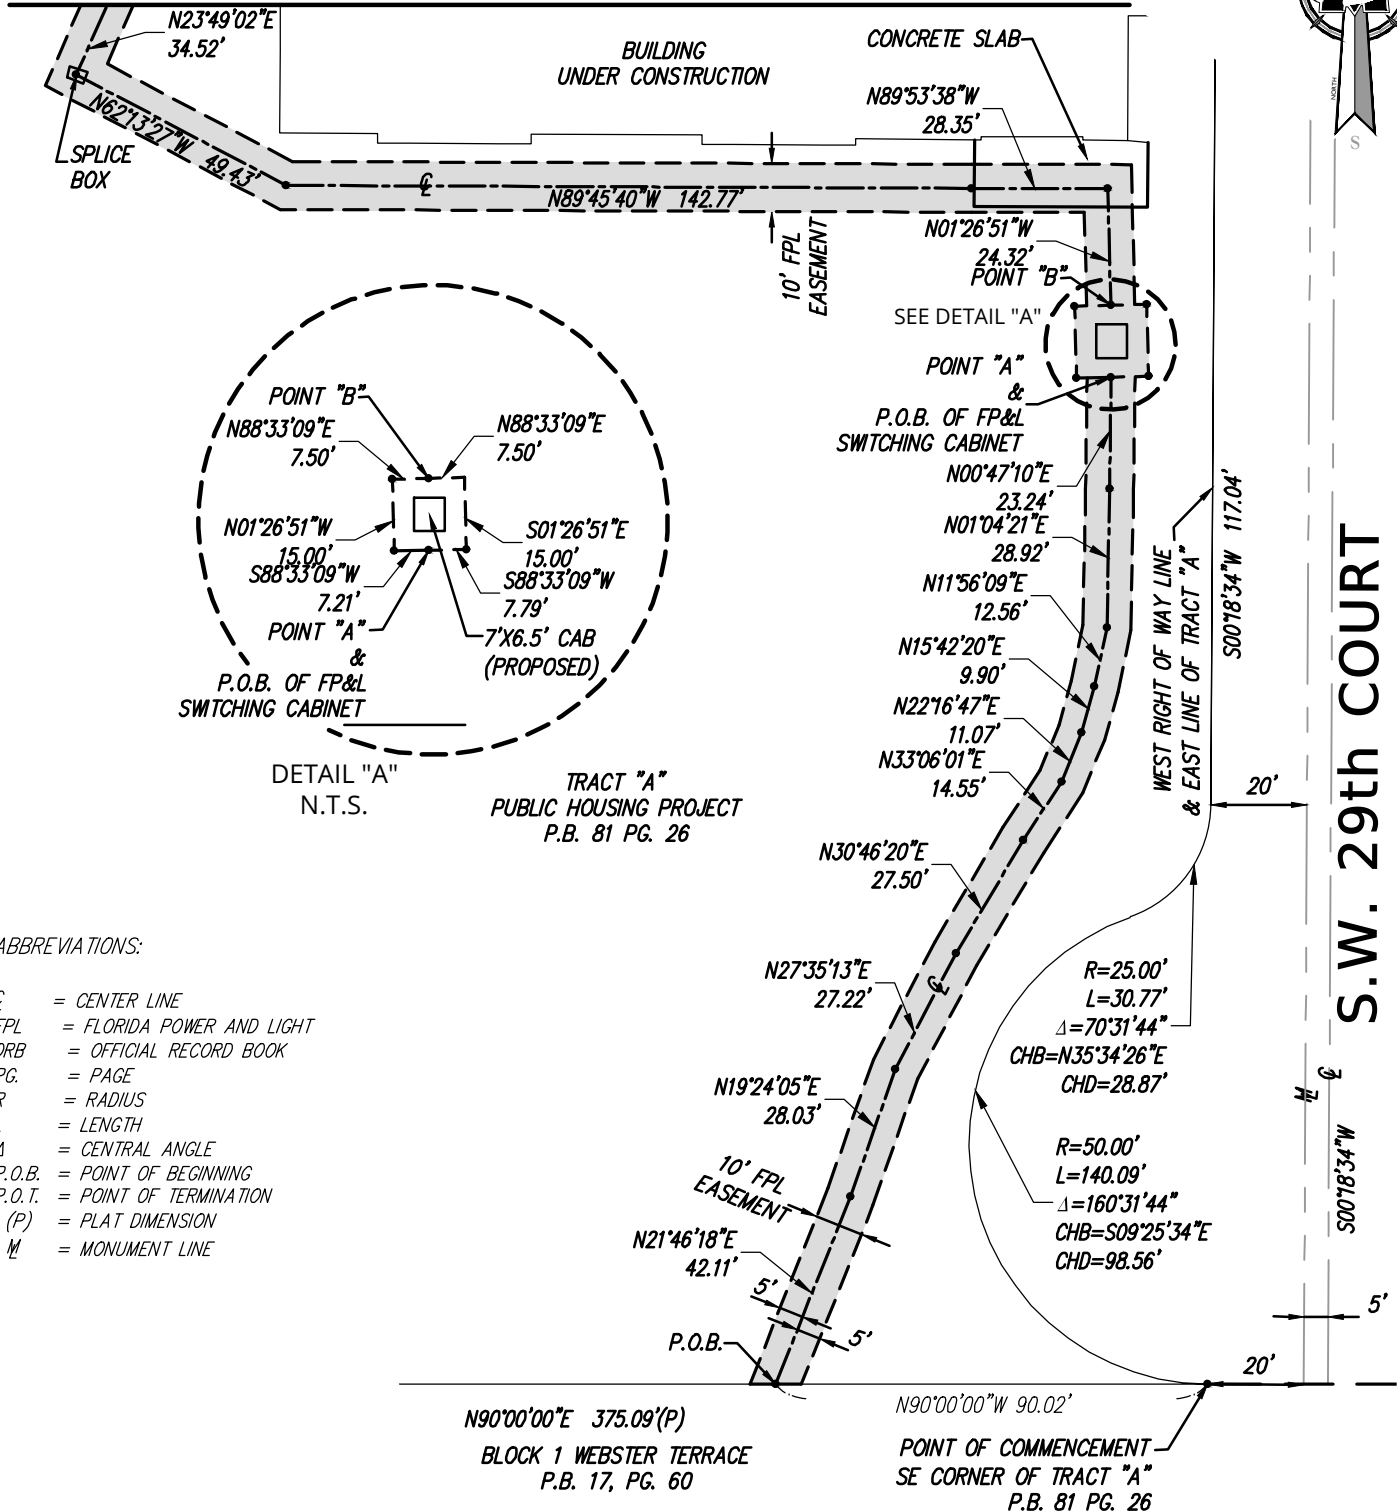 N23°49'02"E
34.52'
BUILDING
UNDER CONSTRUCTION
CONCRETE SLAB
N89°53'38"W
28.35'
NORTH
S
N62°13'27"W 49.43'
SPLICE
BOX
℄
N89°45'40"W 142.77'
10' FPL
EASEMENT
N01°26'51"W
24.32'
POINT "B"
SEE DETAIL "A"
POINT "A"
&
P.O.B. OF FP&L
SWITCHING CABINET
POINT "B"
N88°33'09"E
7.50'
N88°33'09"E
7.50'
N01°26'51"W
15.00'
S01°26'51"E
15.00'
S88°33'09"W
7.21'
S88°33'09"W
7.79'
POINT "A"
&
P.O.B. OF FP&L
SWITCHING CABINET
7'X6.5' CAB
(PROPOSED)
DETAIL "A"
N.T.S.
N00°47'10"E
23.24'
N01°04'21"E
28.92'
N11°56'09"E
12.56'
N15°42'20"E
9.90'
N22°16'47"E
11.07'
N33°06'01"E
14.55'
N30°46'20"E
27.50'
N27°35'13"E
27.22'
℄
N19°24'05"E
28.03'
10' FPL
EASEMENT
N21°46'18"E
42.11'
5'
5'
P.O.B.
TRACT "A"
PUBLIC HOUSING PROJECT
P.B. 81 PG. 26
WEST RIGHT OF WAY LINE
& EAST LINE OF TRACT "A"
S00°18'34"W 117.04'
20'
S.W. 29th COURT
R=25.00'
L=30.77'
Δ=70°31'44"
CHB=N35°34'26"E
CHD=28.87'
R=50.00'
L=140.09'
Δ=160°31'44"
CHB=S09°25'34"E
CHD=98.56'
℄
S00°18'34"W
5'
20'
ABBREVIATIONS:
℄ = CENTER LINE
FPL = FLORIDA POWER AND LIGHT
ORB = OFFICIAL RECORD BOOK
PG. = PAGE
R = RADIUS
L = LENGTH
Δ = CENTRAL ANGLE
P.O.B. = POINT OF BEGINNING
P.O.T. = POINT OF TERMINATION
(P) = PLAT DIMENSION
= MONUMENT LINE
N90°00'00"E 375.09'(P)
BLOCK 1 WEBSTER TERRACE
P.B. 17, PG. 60
N90°00'00"W 90.02'
POINT OF COMMENCEMENT
SE CORNER OF TRACT "A"
P.B. 81 PG. 26